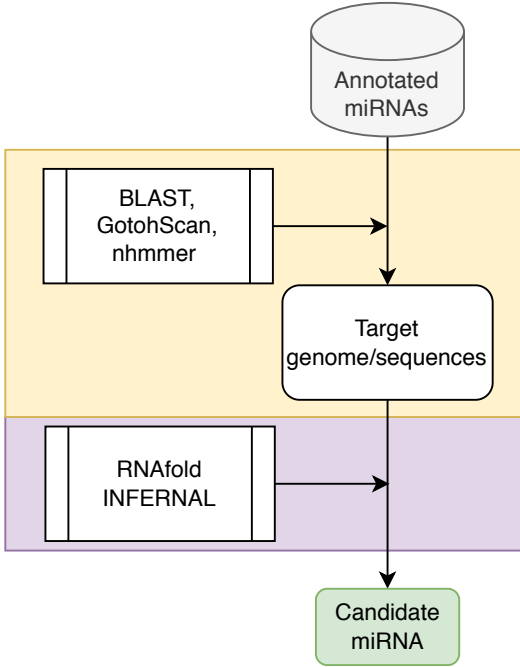 Annotated
miRNAs
BLAST,
GotohScan,
nhmmer
Target
genome/sequences
RNAfold
INFERNAL
Candidate
miRNA